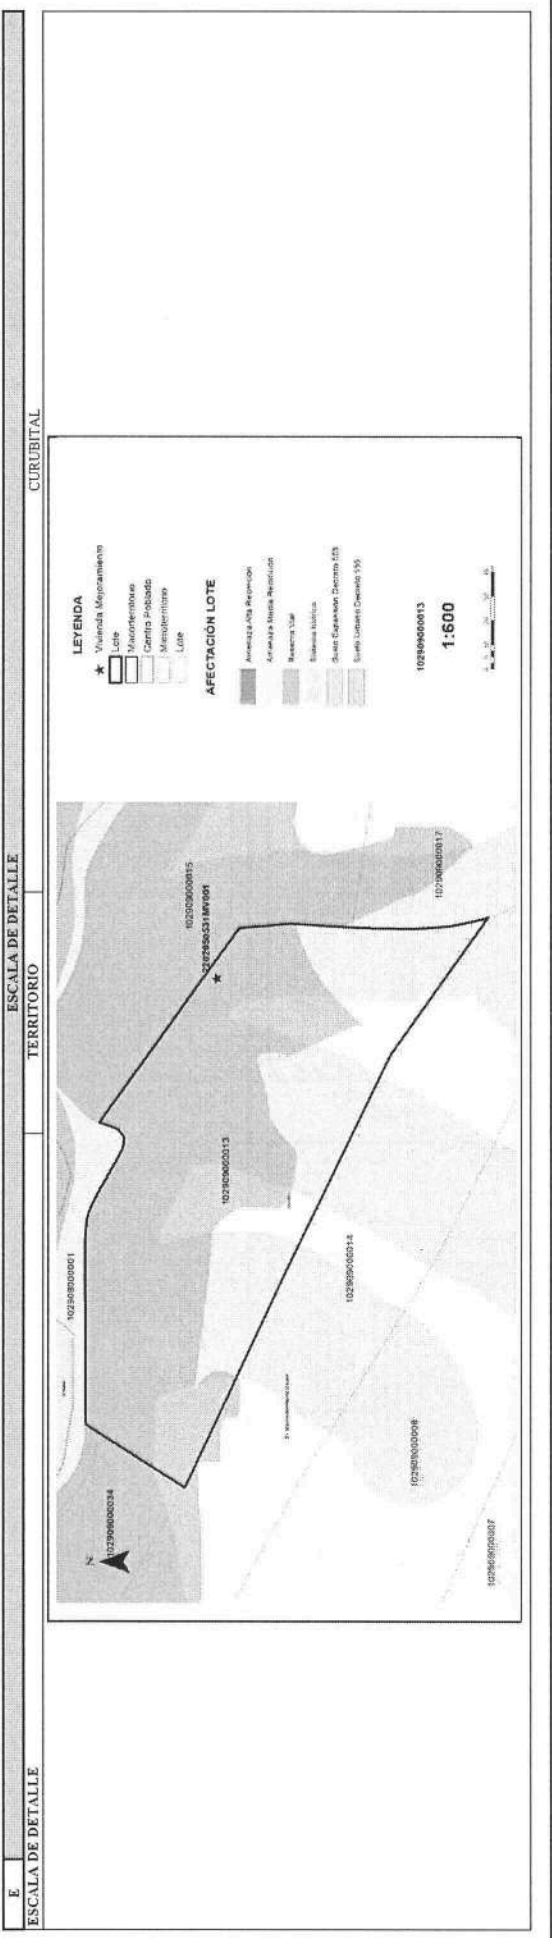 E
ESCALA DE DETALLE
ESCALA DE DETALLE
TERRITORIO
CURUBITAL
N
102909000034
102909000001
102909000015
2202950531MV001
102909000013
102909000017
102909000014
102909000008
102909000007
LEYENDA
Vivienda Mejoramiento
Lote
Macroterritorio
Centro Poblado
Microterritorio
Lote
AFECTACIÓN LOTE
Amenaza Alta Remoción
Amenaza Media Remoción
Reserva Vial
Sistema Hídrico
Suelo Expansión Decreto 555
Suelo Urbano Decreto 555
102909000013
1:600